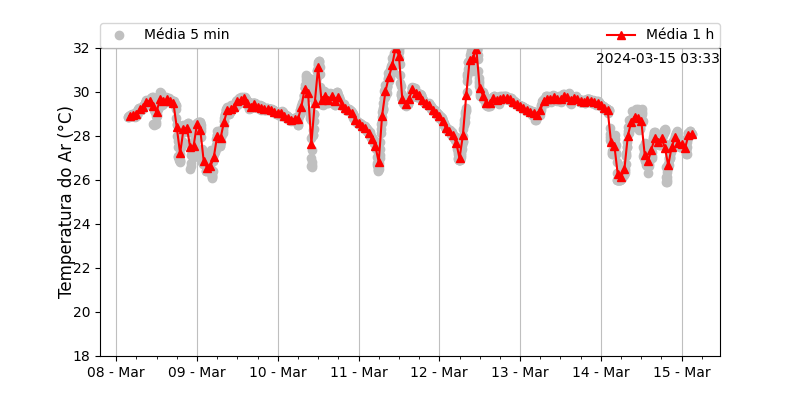 Média 5 min
Média 1 h
2024-03-15 03:33
Temperatura do Ar (°C)
32
30
28
26
24
22
20
18
08 - Mar
09 - Mar
10 - Mar
11 - Mar
12 - Mar
13 - Mar
14 - Mar
15 - Mar